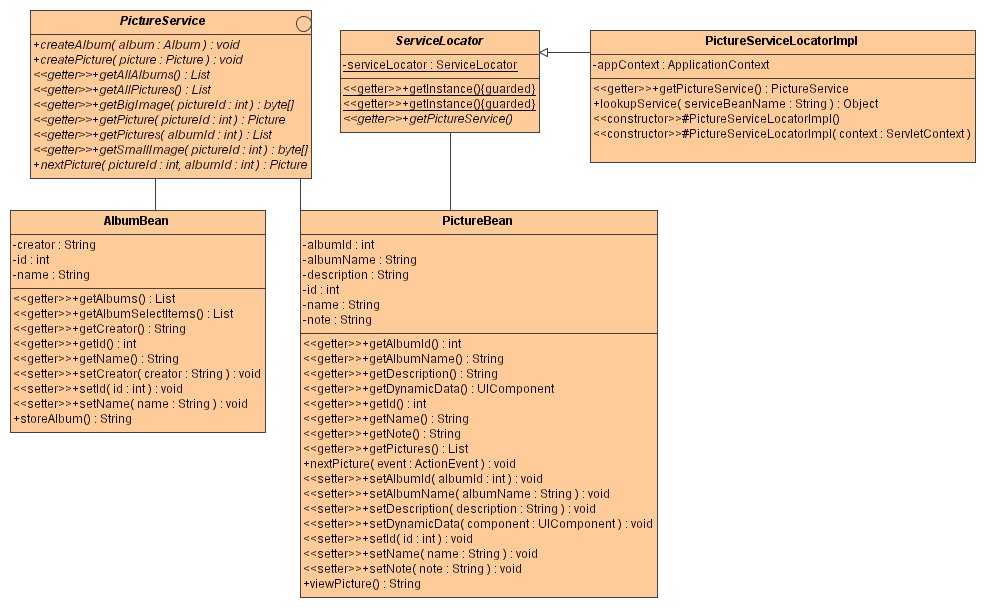 PictureService
+createAlbum( album : Album ) : void
+createPicture( picture : Picture ) : void
<<getter>>+getAllAlbums() : List
<<getter>>+getAllPictures() : List
<<getter>>+getBigImage( pictureId : int ) : byte[]
<<getter>>+getPicture( pictureId : int ) : Picture
<<getter>>+getPictures( albumId : int ) : List
<<getter>>+getSmallImage( pictureId : int ) : byte[]
+nextPicture( pictureId : int, albumId : int ) : Picture
ServiceLocator
-serviceLocator : ServiceLocator
<<getter>>+getInstance(){guarded}
<<getter>>+getInstance(){guarded}
<<getter>>+getPictureService()
PictureServiceLocatorImpl
-appContext : ApplicationContext
<<getter>>+getPictureService() : PictureService
+lookupService( serviceBeanName : String ) : Object
<<constructor>>#PictureServiceLocatorImpl()
<<constructor>>#PictureServiceLocatorImpl( context : ServletContext )
AlbumBean
-creator : String
-id : int
-name : String
<<getter>>+getAlbums() : List
<<getter>>+getAlbumSelectItems() : List
<<getter>>+getCreator() : String
<<getter>>+getId() : int
<<getter>>+getName() : String
<<setter>>+setCreator( creator : String ) : void
<<setter>>+setId( id : int ) : void
<<setter>>+setName( name : String ) : void
+storeAlbum() : String
PictureBean
-albumId : int
-albumName : String
-description : String
-id : int
-name : String
-note : String
<<getter>>+getAlbumId() : int
<<getter>>+getAlbumName() : String
<<getter>>+getDescription() : String
<<getter>>+getDynamicData() : UIComponent
<<getter>>+getId() : int
<<getter>>+getName() : String
<<getter>>+getNote() : String
<<getter>>+getPictures() : List
+nextPicture( event : ActionEvent ) : void
<<setter>>+setAlbumId( albumId : int ) : void
<<setter>>+setAlbumName( albumName : String ) : void
<<setter>>+setDescription( description : String ) : void
<<setter>>+setDynamicData( component : UIComponent ) : void
<<setter>>+setId( id : int ) : void
<<setter>>+setName( name : String ) : void
<<setter>>+setNote( note : String ) : void
+viewPicture() : String